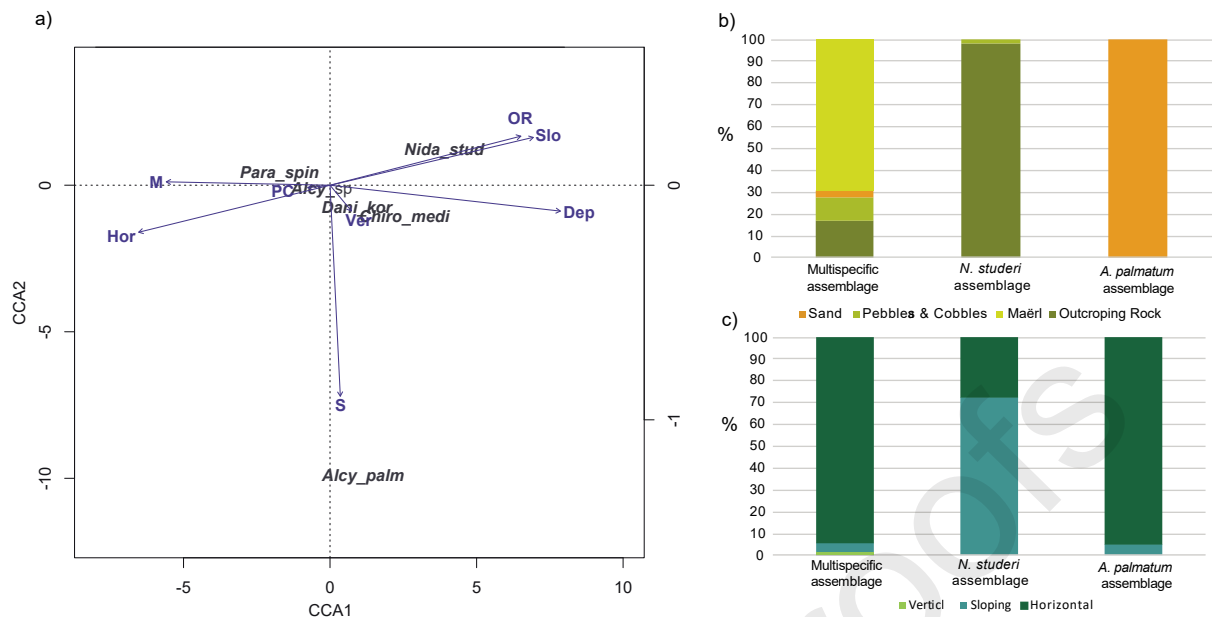 a)
OR
Slo
Nida_stud
Para_spin
M
PC
Alcy_sp
Dani_kor
Ver
Chiro_medi
Dep
Hor
S
Alcy_palm
0
-5
-10
CCA2
0
-1
-5 0 5 10
CCA1
b)
100
90
80
70
60
50
40
30
20
10
0
%
Multispecific
assemblage
N. studeri
assemblage
A. palmatum
assemblage
Sand Pebbles & Cobbles Maërl Outcroping Rock
c)
100
90
80
70
60
50
40
30
20
10
0
%
Multispecific
assemblage
N. studeri
assemblage
A. palmatum
assemblage
Verticl Sloping Horizontal
roofs